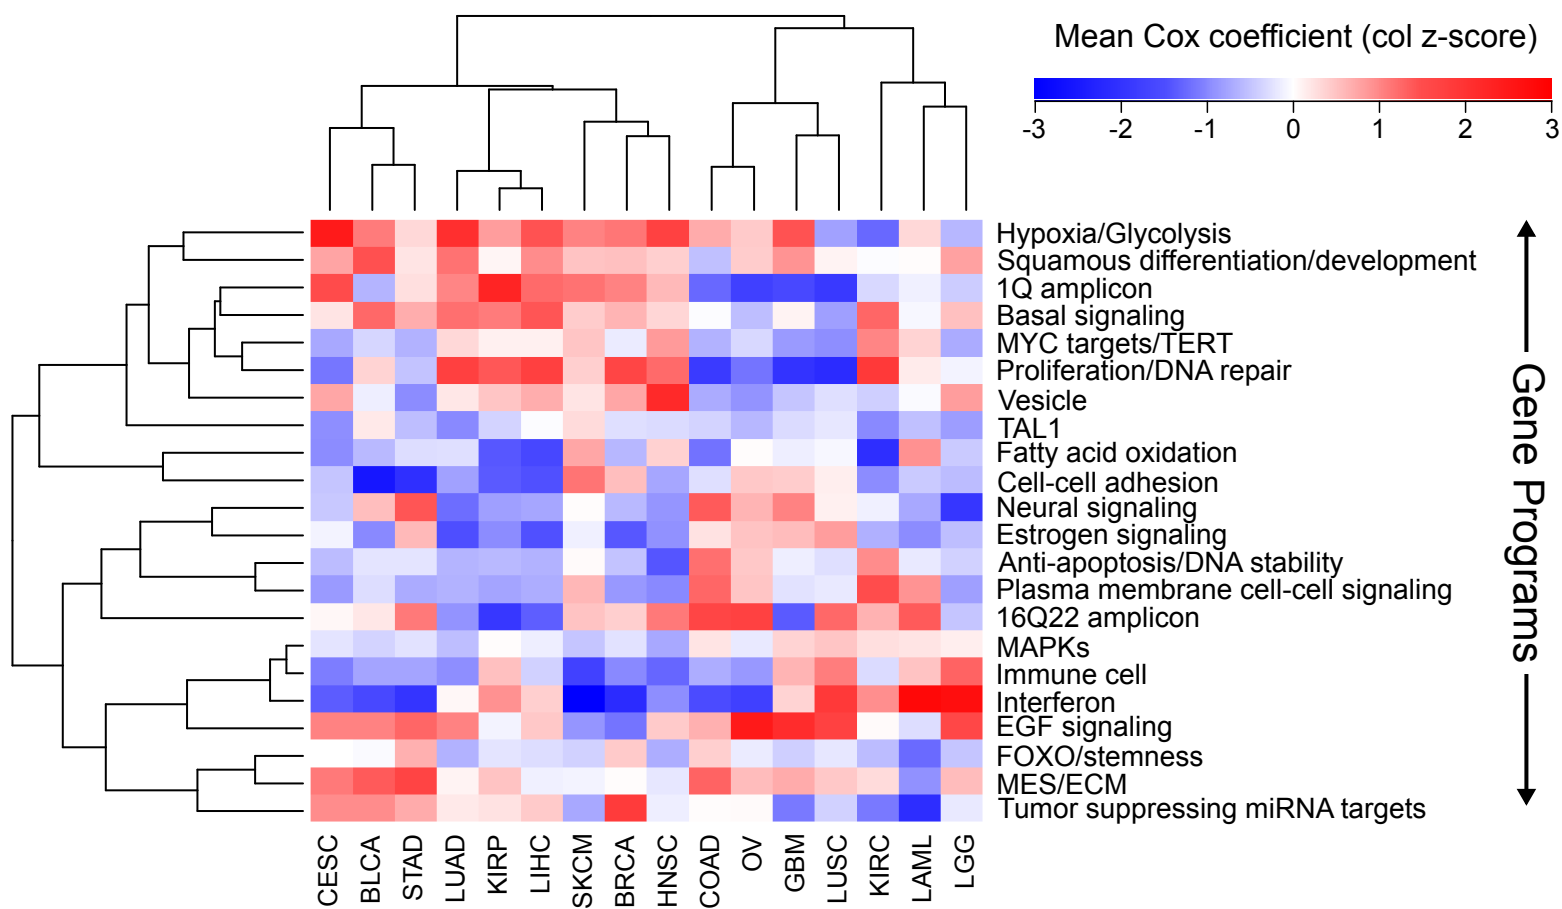 Mean Cox coefficient (col z-score)
-3 -2 -1 0 1 2 3
Hypoxia/Glycolysis
Squamous differentiation/development
1Q amplicon
Basal signaling
MYC targets/TERT
Proliferation/DNA repair
Vesicle
TAL1
Fatty acid oxidation
Cell-cell adhesion
Neural signaling
Estrogen signaling
Anti-apoptosis/DNA stability
Plasma membrane cell-cell signaling
16Q22 amplicon
MAPKs
Immune cell
Interferon
EGF signaling
FOXO/stemness
MES/ECM
Tumor suppressing miRNA targets
Gene Programs
CESC
BLCA
STAD
LUAD
KIRP
LIHC
SKCM
BRCA
HNSC
COAD
OV
GBM
LUSC
KIRC
LAML
LGG